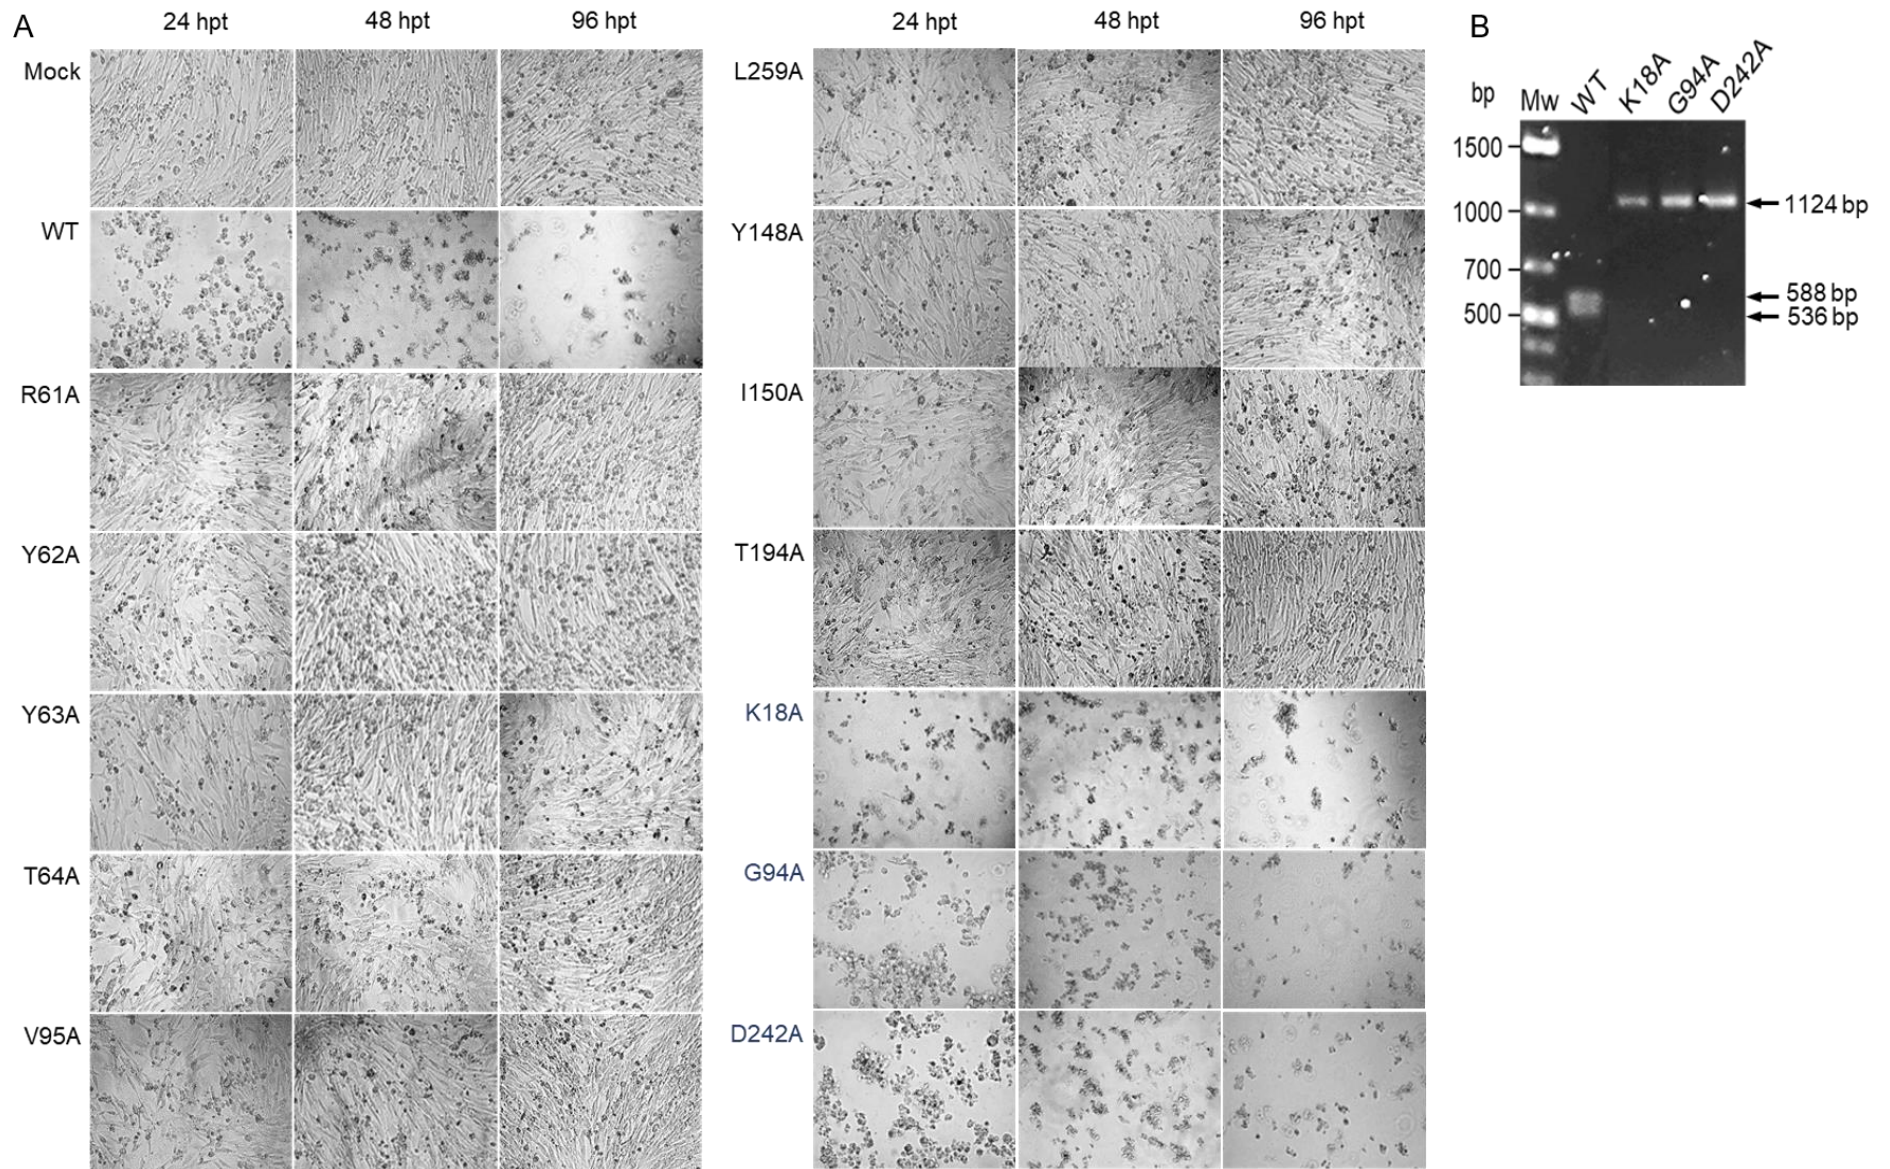 A
24 hpt
48 hpt
96 hpt
Mock
WT
R61A
Y62A
Y63A
T64A
V95A
24 hpt
48 hpt
96 hpt
L259A
Y148A
I150A
T194A
K18A
G94A
D242A
B
bp
Mw
WT
K18A
G94A
D242A
1500
1000
700
500
1124 bp
588 bp
536 bp